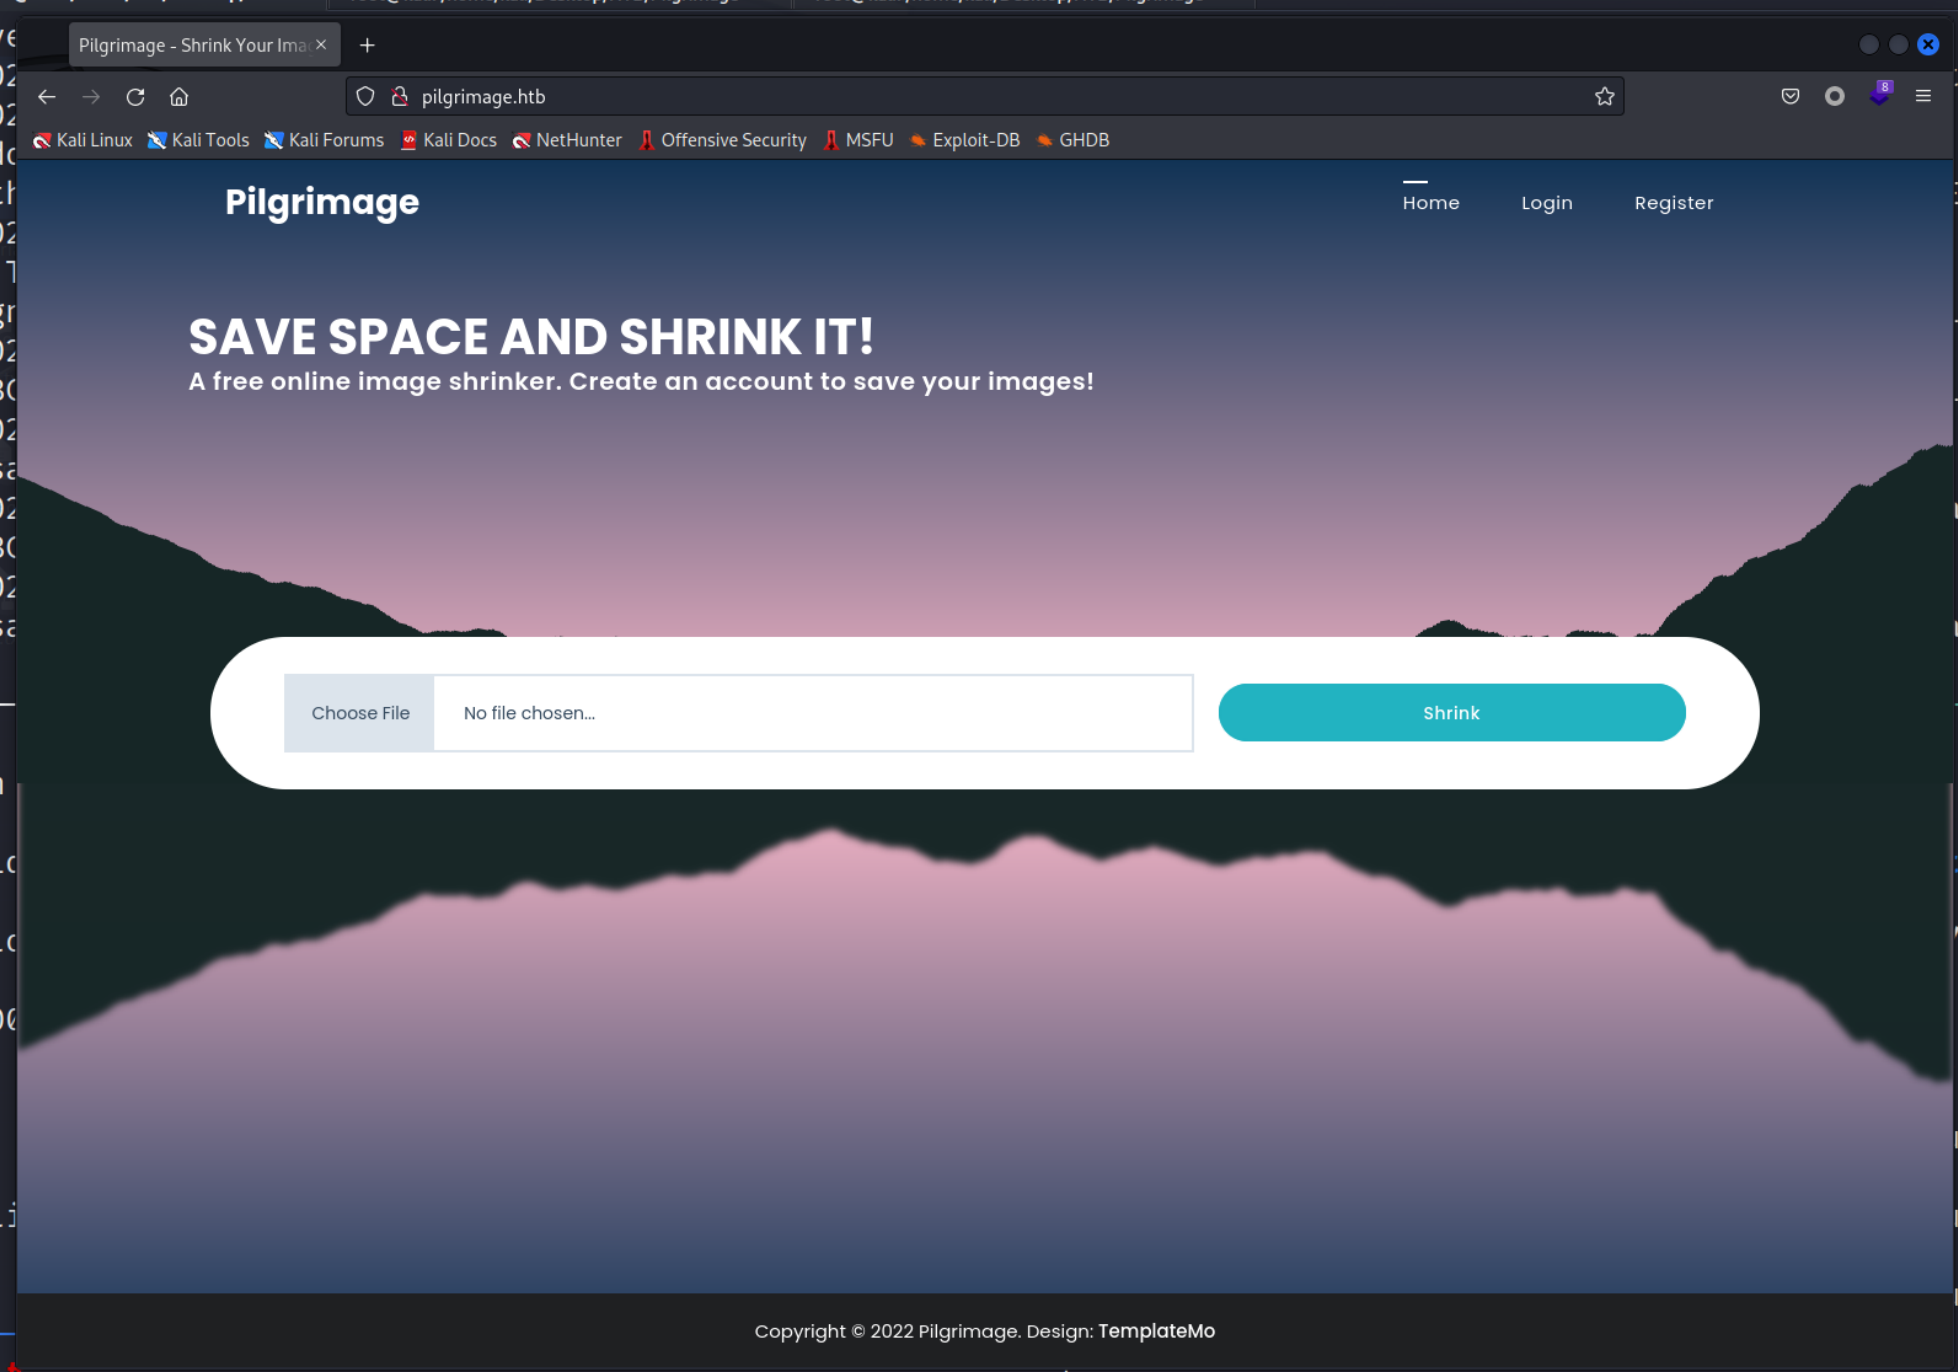 Pilgrimage - Shrink Your Ima
pilgrimage.htb
8
Kali Linux Kali Tools Kali Forums Kali Docs NetHunter Offensive Security MSFU Exploit-DB GHDB
Pilgrimage Home Login Register
SAVE SPACE AND SHRINK IT!
A free online image shrinker. Create an account to save your images!
Choose File No file chosen... Shrink
Copyright © 2022 Pilgrimage. Design: TemplateMo